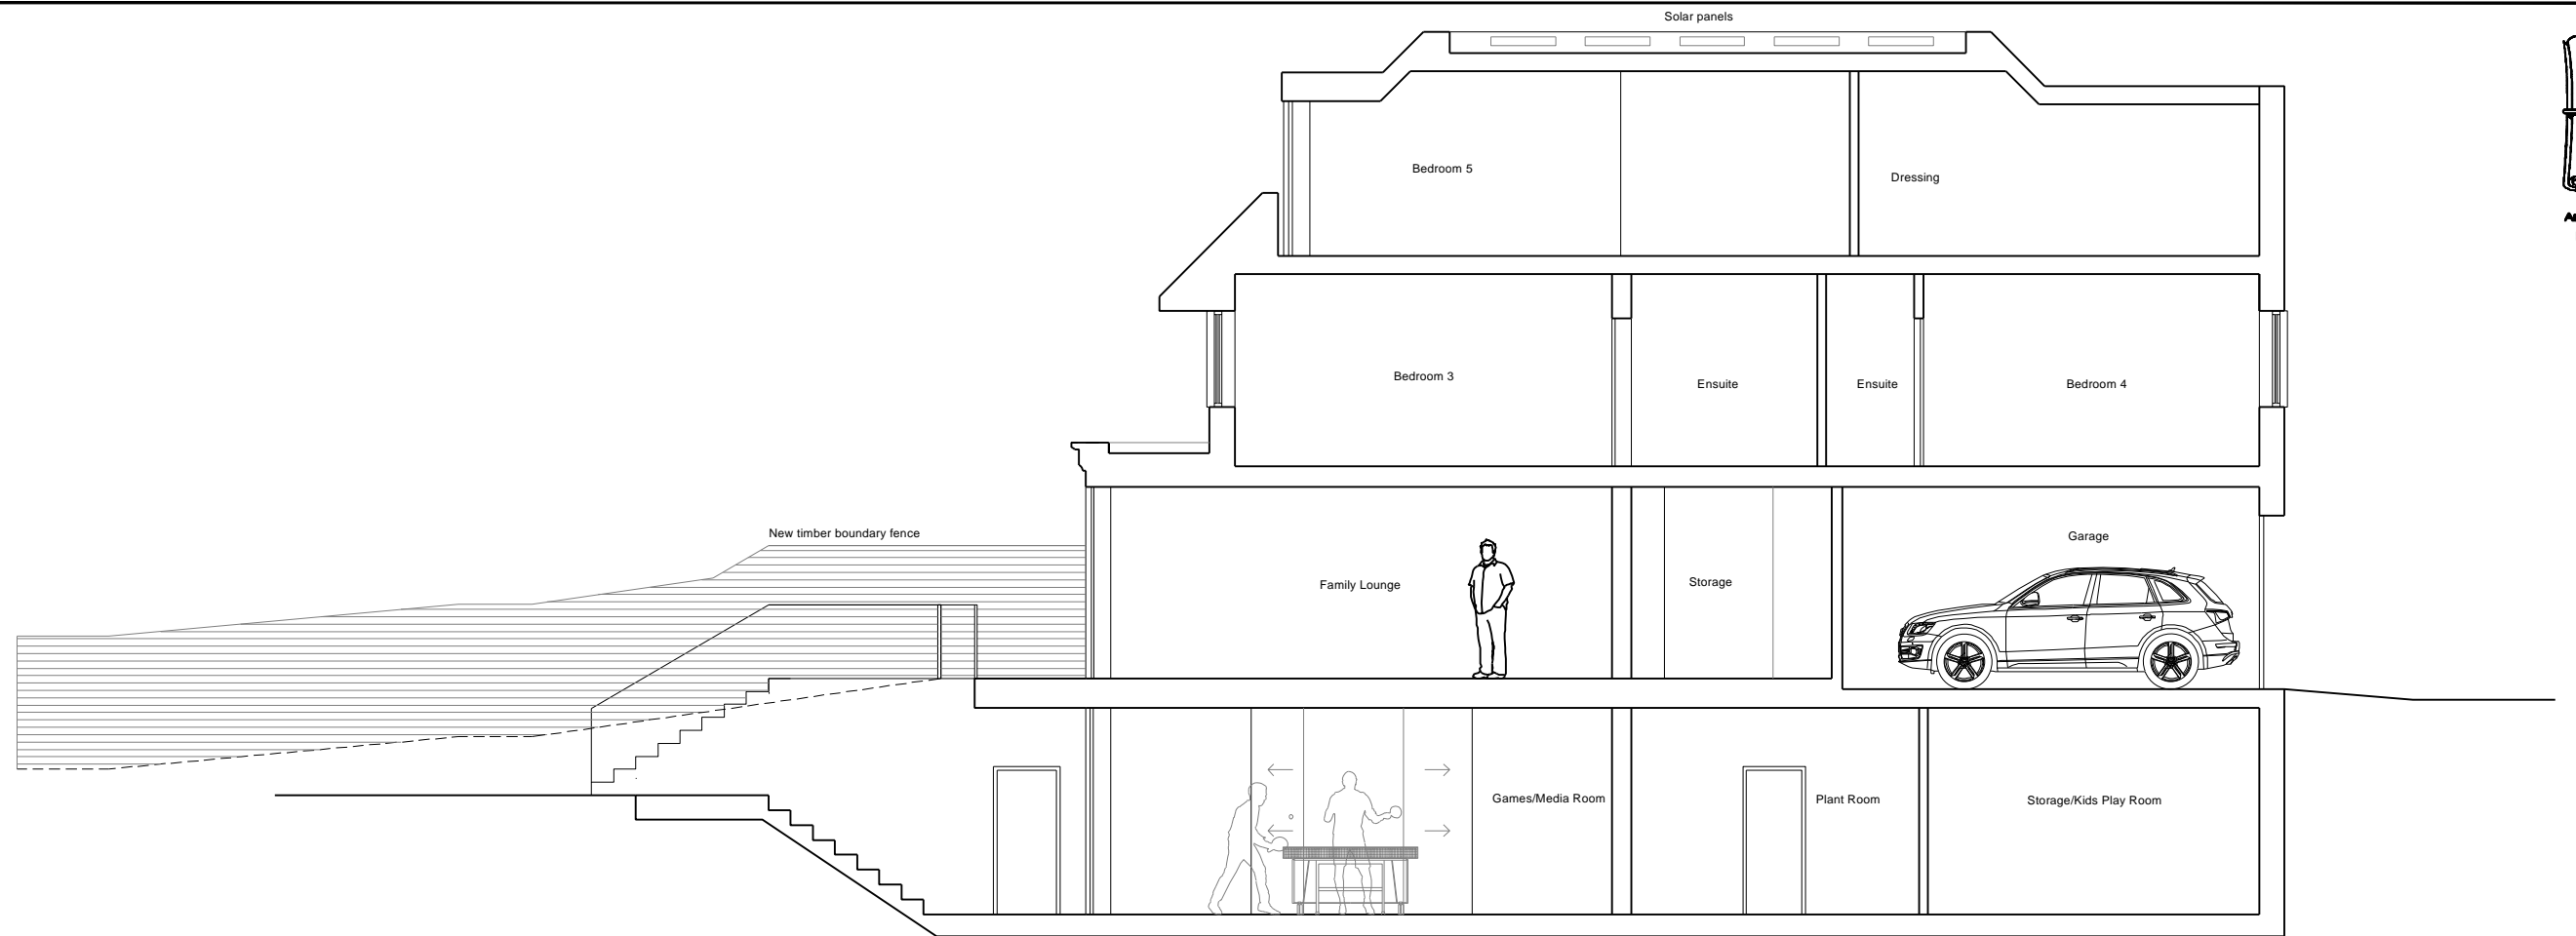 Solar panels
Bedroom 5
Dressing
Bedroom 3
Ensuite
Ensuite
Bedroom 4
New timber boundary fence
Family Lounge
Storage
Garage
Games/Media Room
Plant Room
Storage/Kids Play Room